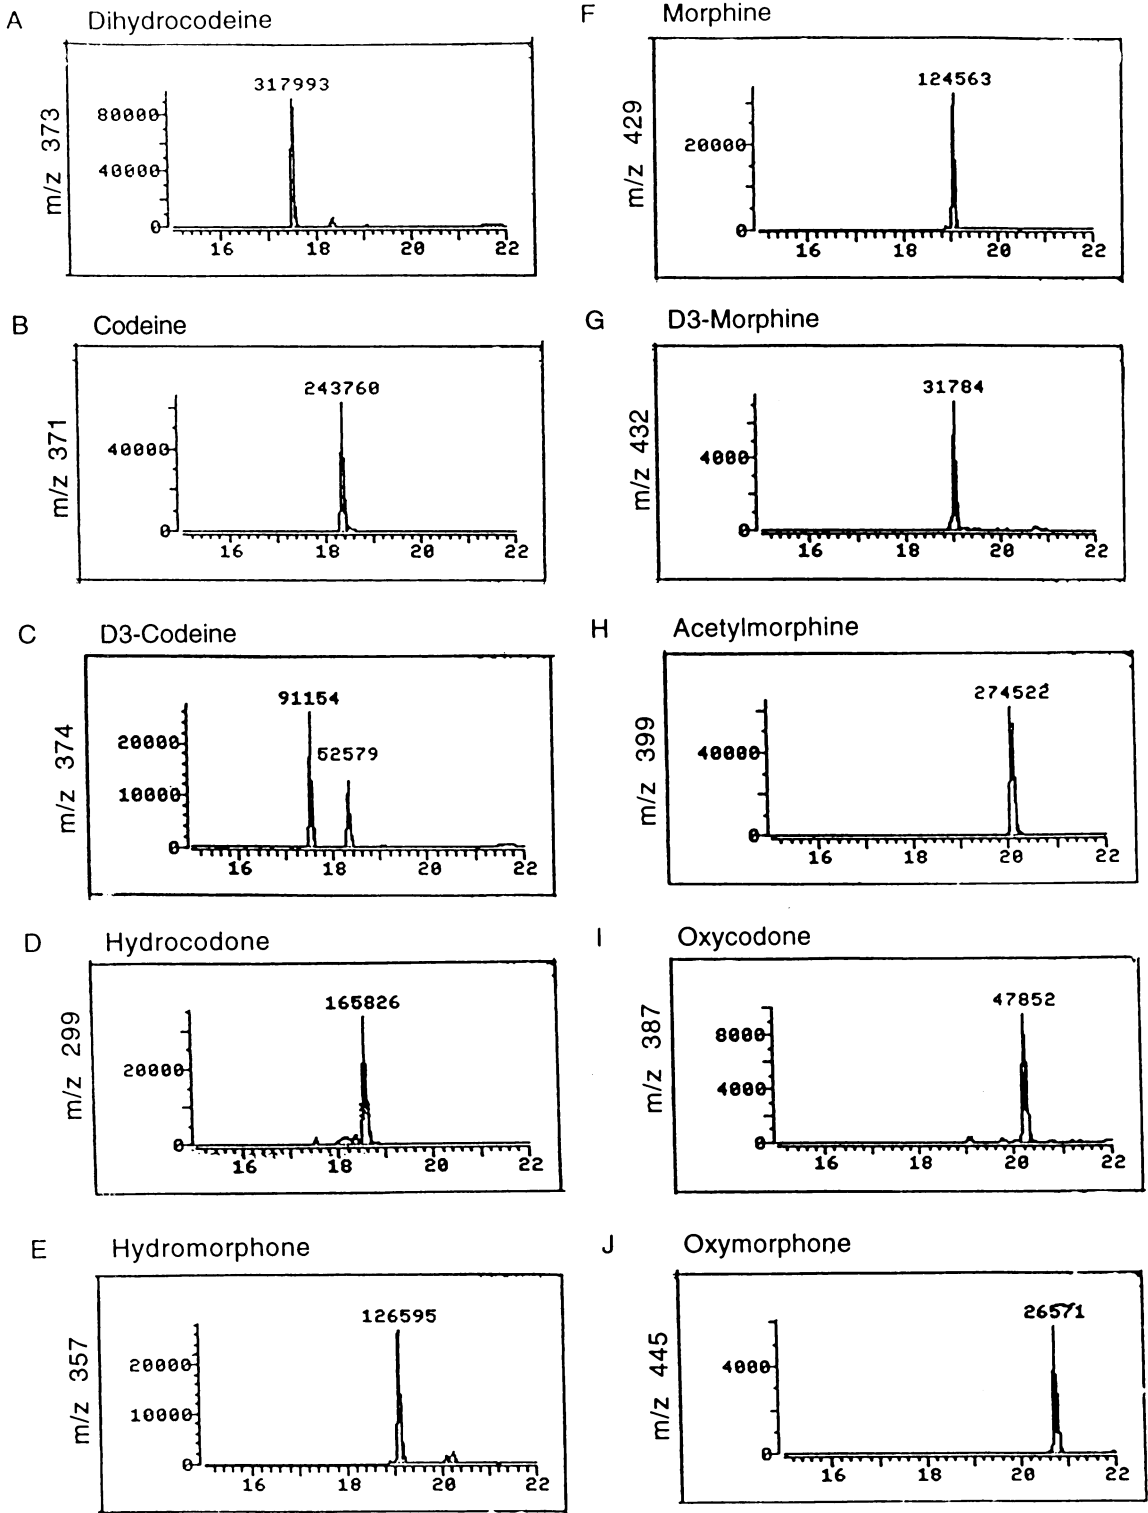 A Dihydrocodeine
m/z 373
317993
80000
40000
0
16 18 20 22
B Codeine
m/z 371
243760
40000
0
16 18 20 22
C D3-Codeine
m/z 374
91154
52579
20000
10000
0
16 18 20 22
D Hydrocodone
m/z 299
165826
20000
0
16 18 20 22
E Hydromorphone
m/z 357
126595
20000
10000
0
16 18 20 22
F Morphine
m/z 429
124563
20000
0
16 18 20 22
G D3-Morphine
m/z 432
31784
4000
0
16 18 20 22
H Acetylmorphine
m/z 399
274522
40000
0
16 18 20 22
I Oxycodone
m/z 387
47852
8000
4000
0
16 18 20 22
J Oxymorphone
m/z 445
26571
4000
0
16 18 20 22